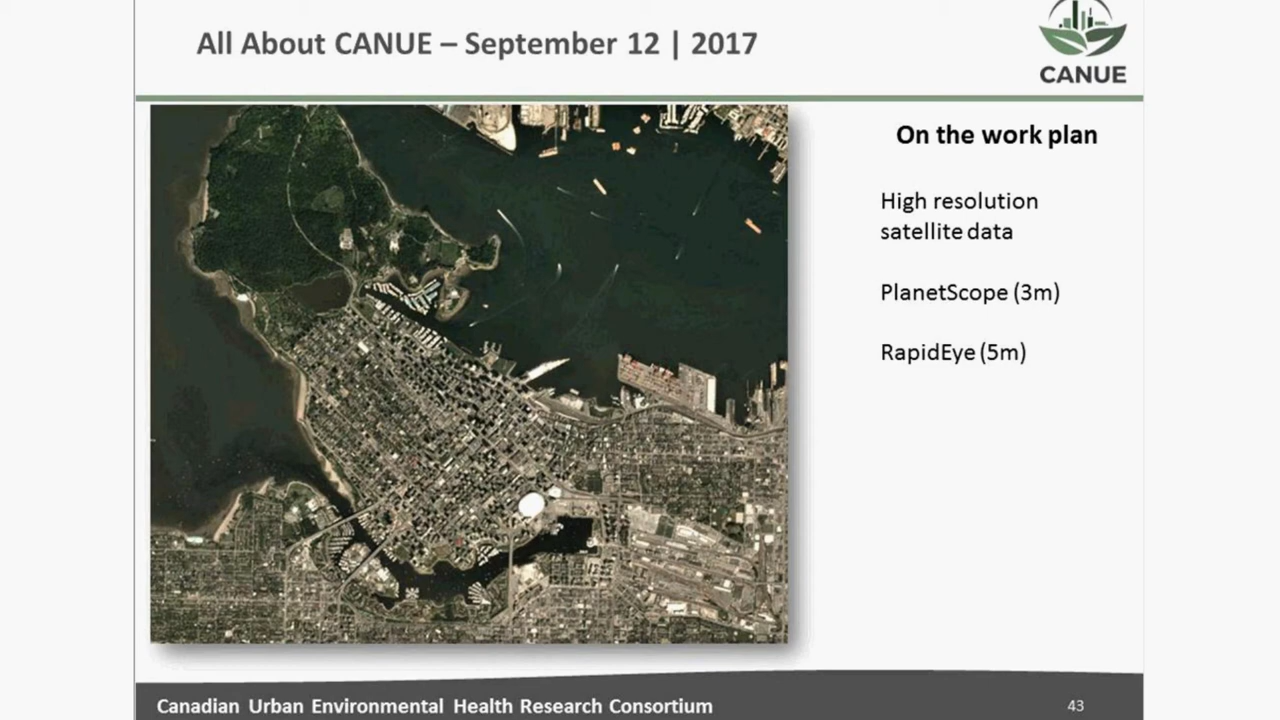 All About CANUE – September 12 | 2017
CANUE
On the work plan
High resolution
satellite data
PlanetScope (3m)
RapidEye (5m)
Canadian Urban Environmental Health Research Consortium
43